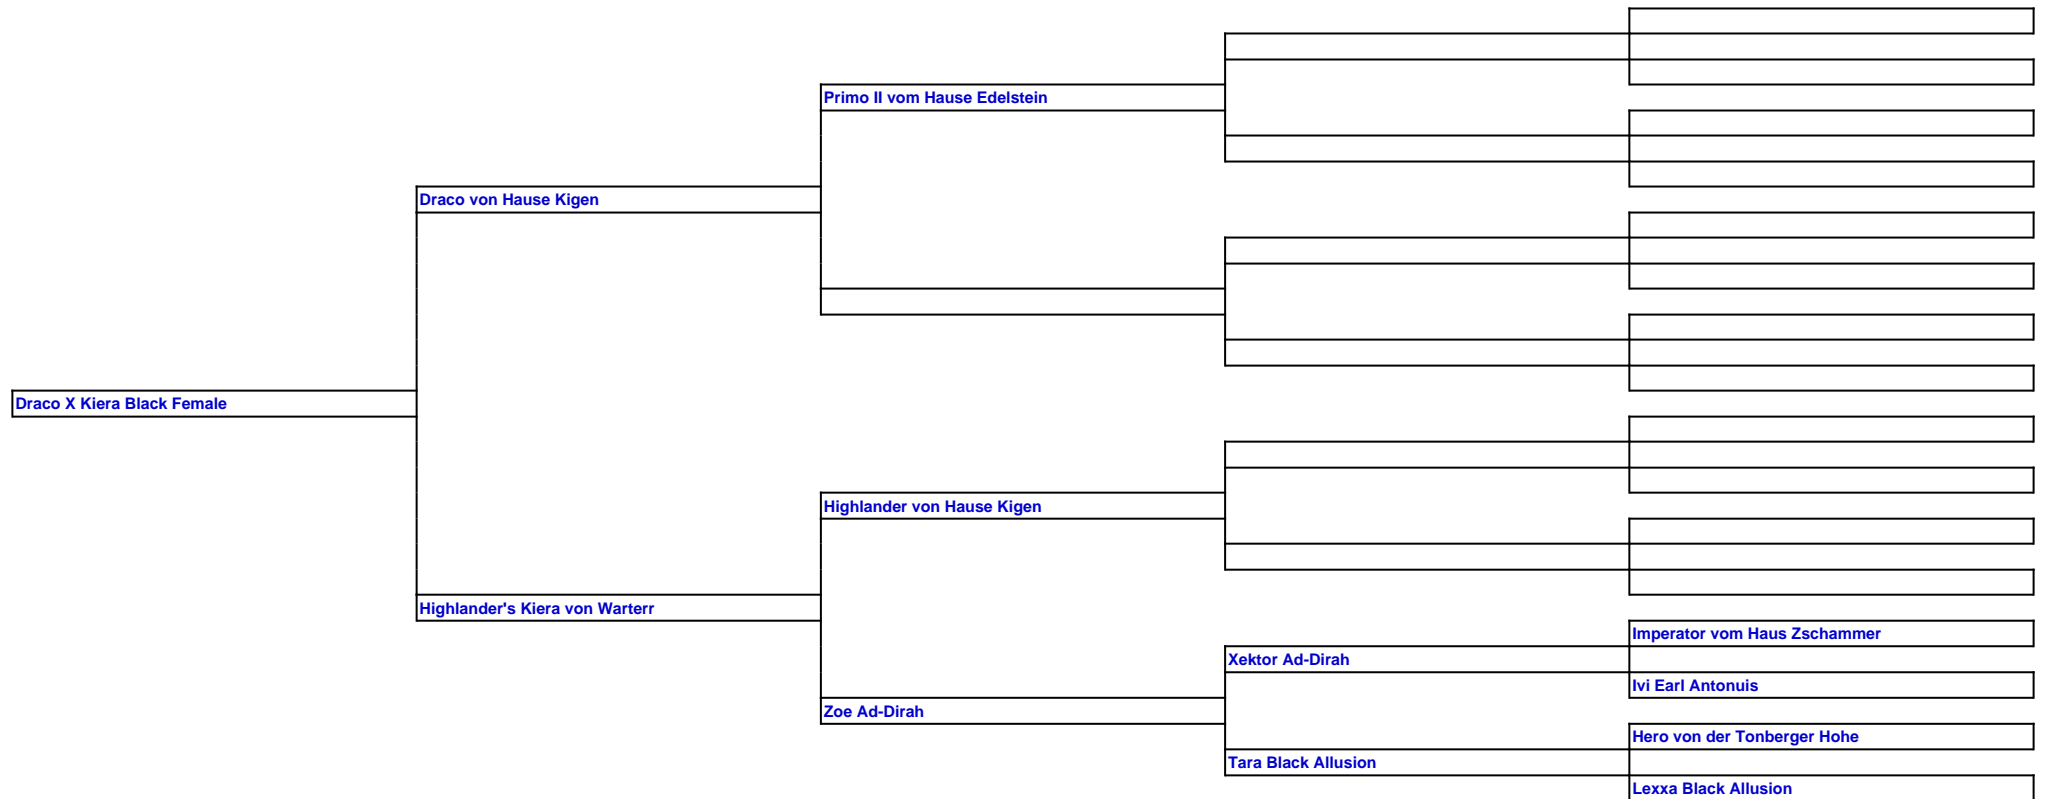 Primo II vom Hause Edelstein
Draco von Hause Kigen
Draco X Kiera Black Female
Highlander von Hause Kigen
Highlander's Kiera von Warterr
Imperator vom Haus Zschammer
Xektor Ad-Dirah
Ivi Earl Antonuis
Zoe Ad-Dirah
Hero von der Tonberger Hohe
Tara Black Allusion
Lexxa Black Allusion